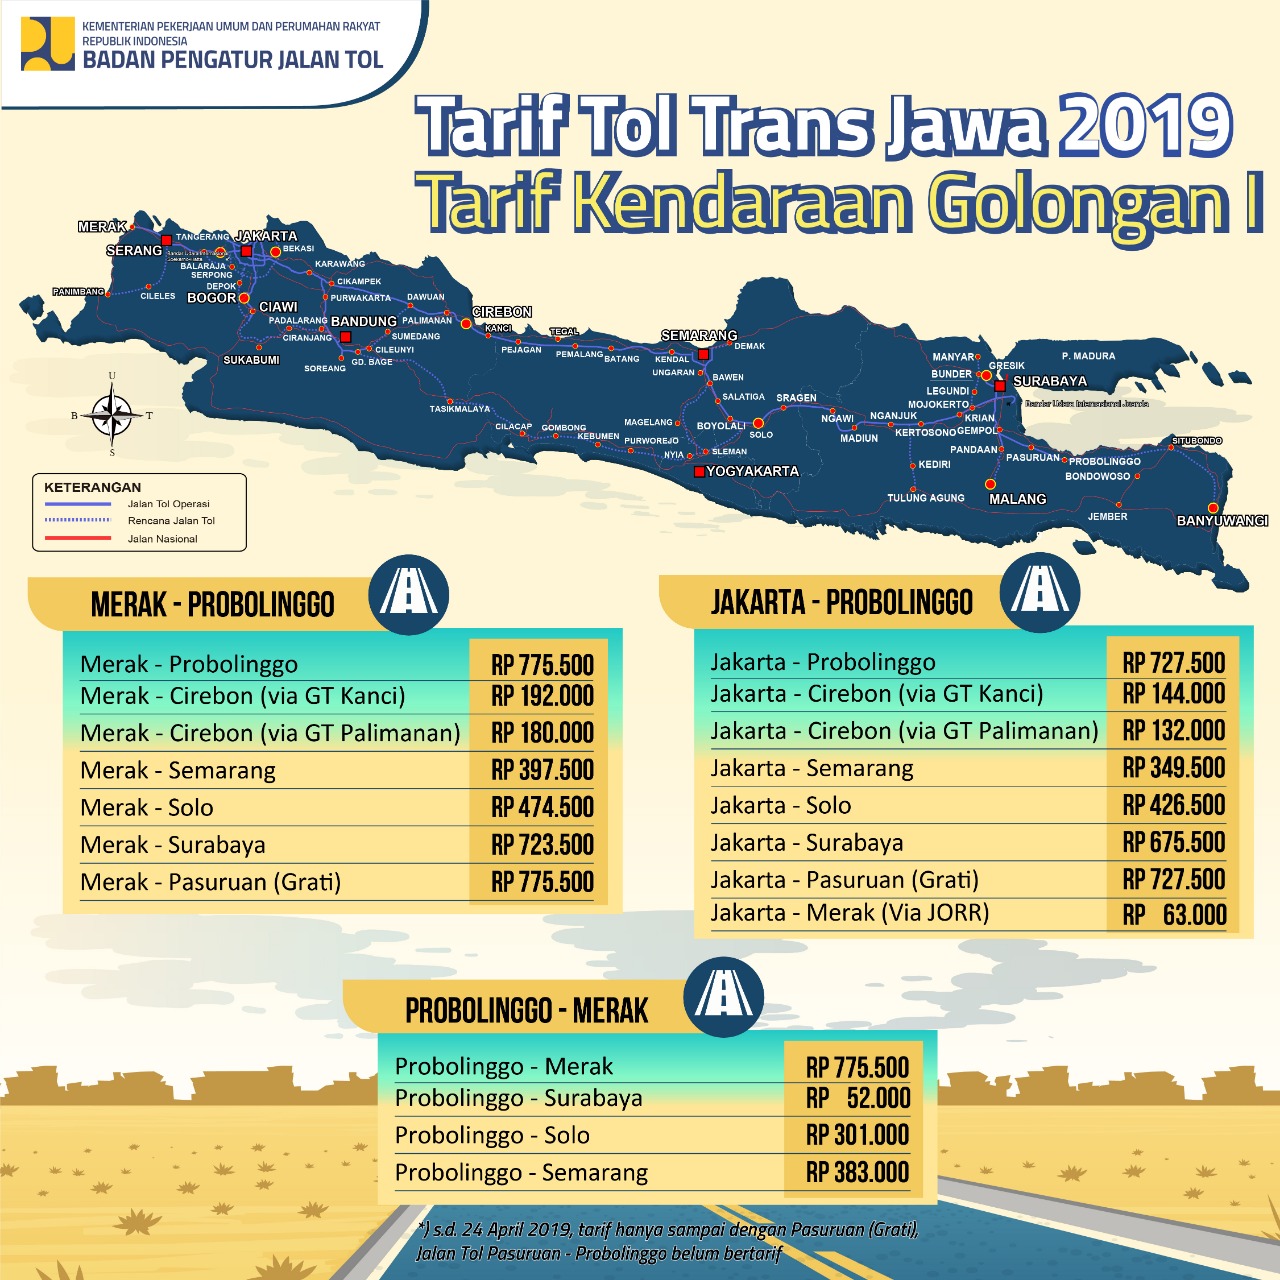 KEMENTERIAN PEKERJAAN UMUM DAN PERUMAHAN RAKYAT
REPUBLIK INDONESIA
BADAN PENGATUR JALAN TOL
Tarif Tol Trans Jawa 2019
Tarif Kendaraan Golongan I
MERAK
SERANG
TANGERANG
JAKARTA
BEKASI
BALARAJA
SERPONG
DEPOK
BOGOR
CIAWI
PANIMBANG
CILELES
KARAWANG
CIKAMPEK
PURWAKARTA
DAWUAN
PADALARANG
BANDUNG
PALIMANAN
CIREBON
KANCI
CIRANJANG
SUMEDANG
CILEUNYI
GD. BAGE
SOREANG
SUKABUMI
TASIKMALAYA
PEJAGAN
TEGAL
PEMALANG
BATANG
KENDAL
SEMARANG
DEMAK
UNGARAN
BAWEN
SALATIGA
MAGELANG
BOYOLALI
SOLO
SRAGEN
CILACAP
GOMBONG
KEBUMEN
PURWOREJO
NYIA
SLEMAN
YOGYAKARTA
NGAWI
MADIUN
NGANJUK
KERTOSONO
KEDIRI
TULUNG AGUNG
MANYAR
GRESIK
BUNDER
LEGUNDI
SURABAYA
P. MADURA
Bandar Udara Internasional Juanda
MOJOKERTO
KRIAN
GEMPOL
PANDAAN
PASURUAN
MALANG
PROBOLINGGO
BONDOWOSO
SITUBONDO
JEMBER
BANYUWANGI
U
B
T
S
KETERANGAN
Jalan Tol Operasi
Rencana Jalan Tol
Jalan Nasional
MERAK - PROBOLINGGO
Merak - Probolinggo RP 775.500
Merak - Cirebon (via GT Kanci) RP 192.000
Merak - Cirebon (via GT Palimanan) RP 180.000
Merak - Semarang RP 397.500
Merak - Solo RP 474.500
Merak - Surabaya RP 723.500
Merak - Pasuruan (Grati) RP 775.500
JAKARTA - PROBOLINGGO
Jakarta - Probolinggo RP 727.500
Jakarta - Cirebon (via GT Kanci) RP 144.000
Jakarta - Cirebon (via GT Palimanan) RP 132.000
Jakarta - Semarang RP 349.500
Jakarta - Solo RP 426.500
Jakarta - Surabaya RP 675.500
Jakarta - Pasuruan (Grati) RP 727.500
Jakarta - Merak (Via JORR) RP 63.000
PROBOLINGGO - MERAK
Probolinggo - Merak RP 775.500
Probolinggo - Surabaya RP 52.000
Probolinggo - Solo RP 301.000
Probolinggo - Semarang RP 383.000
*) s.d. 24 April 2019, tarif hanya sampai dengan Pasuruan (Grati),
Jalan Tol Pasuruan - Probolinggo belum bertarif